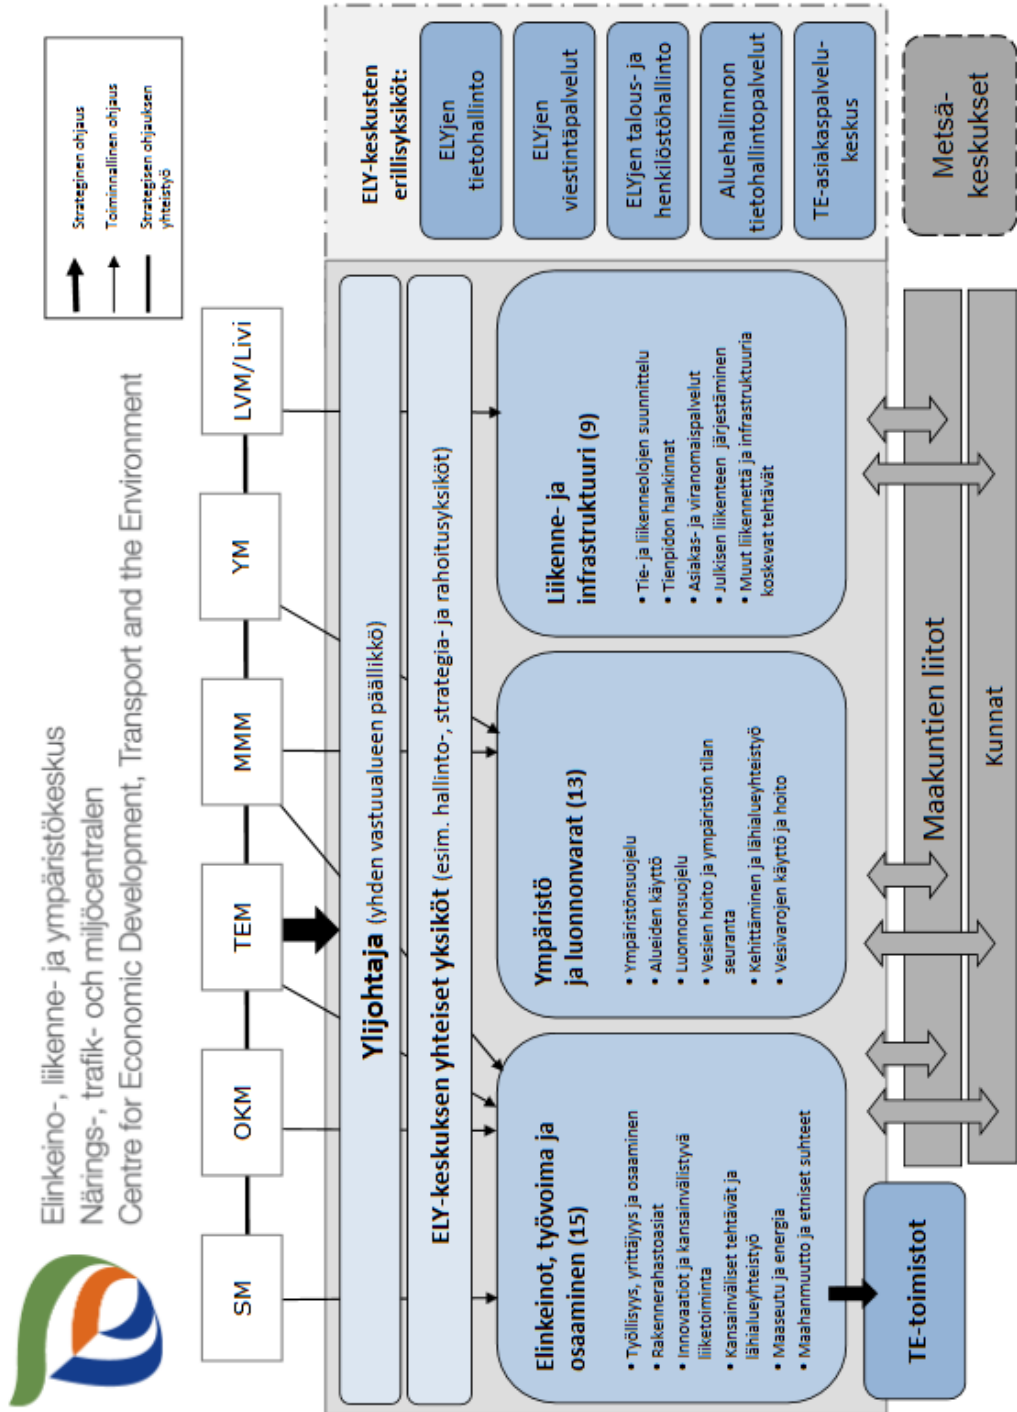 Elinkeino-, liikenne- ja ympäristökeskus
Närings-, trafik- och miljöcentralen
Centre for Economic Development, Transport and the Environment
Strateginen ohjaus
Toiminnallinen ohjaus
Strategisen ohjauksen
yhteistyö
SM
OKM
TEM
MMM
YM
LVM/Livi
Ylijohtaja (yhden vastuualueen päällikkö)
ELY-keskuksen yhteiset yksiköt (esim. hallinto-, strategia- ja rahoitusyksiköt)
Elinkeinot, työvoima ja
osaaminen (15)
• Työllisyys, yrittäjyys ja osaaminen
• Rakennerahastoasiat
• Innovaatiot ja kansainvälistyvä
liiketoiminta
• Kansainväliset tehtävät ja
lähialueyhteistyö
• Maaseutu ja energia
• Maahanmuutto ja etniset suhteet
Ympäristö
ja luonnonvarat (13)
• Ympäristönsuojelu
• Alueiden käyttö
• Luonnonsuojelu
• Vesien hoito ja ympäristön tilan
seuranta
• Kehittäminen ja lähialueyhteistyö
• Vesivarojen käyttö ja hoito
Liikenne- ja
infrastruktuuri (9)
• Tie- ja liikenneolojen suunnittelu
• Tienpidon hankinnat
• Asiakas- ja viranomaispalvelut
• Julkisen liikenteen järjestäminen
• Muut liikennettä ja infrastruktuuria
koskevat tehtävät
ELY-keskusten
erillisyksiköt:
ELYjen
tietohallinto
ELYjen
viestintäpalvelut
ELYjen talous- ja
henkilöstöhallinto
Aluehallinnon
tietohallintopalvelut
TE-asiakaspalvelu-
keskus
TE-toimistot
Maakuntien liitot
Kunnat
Metsä-
keskukset